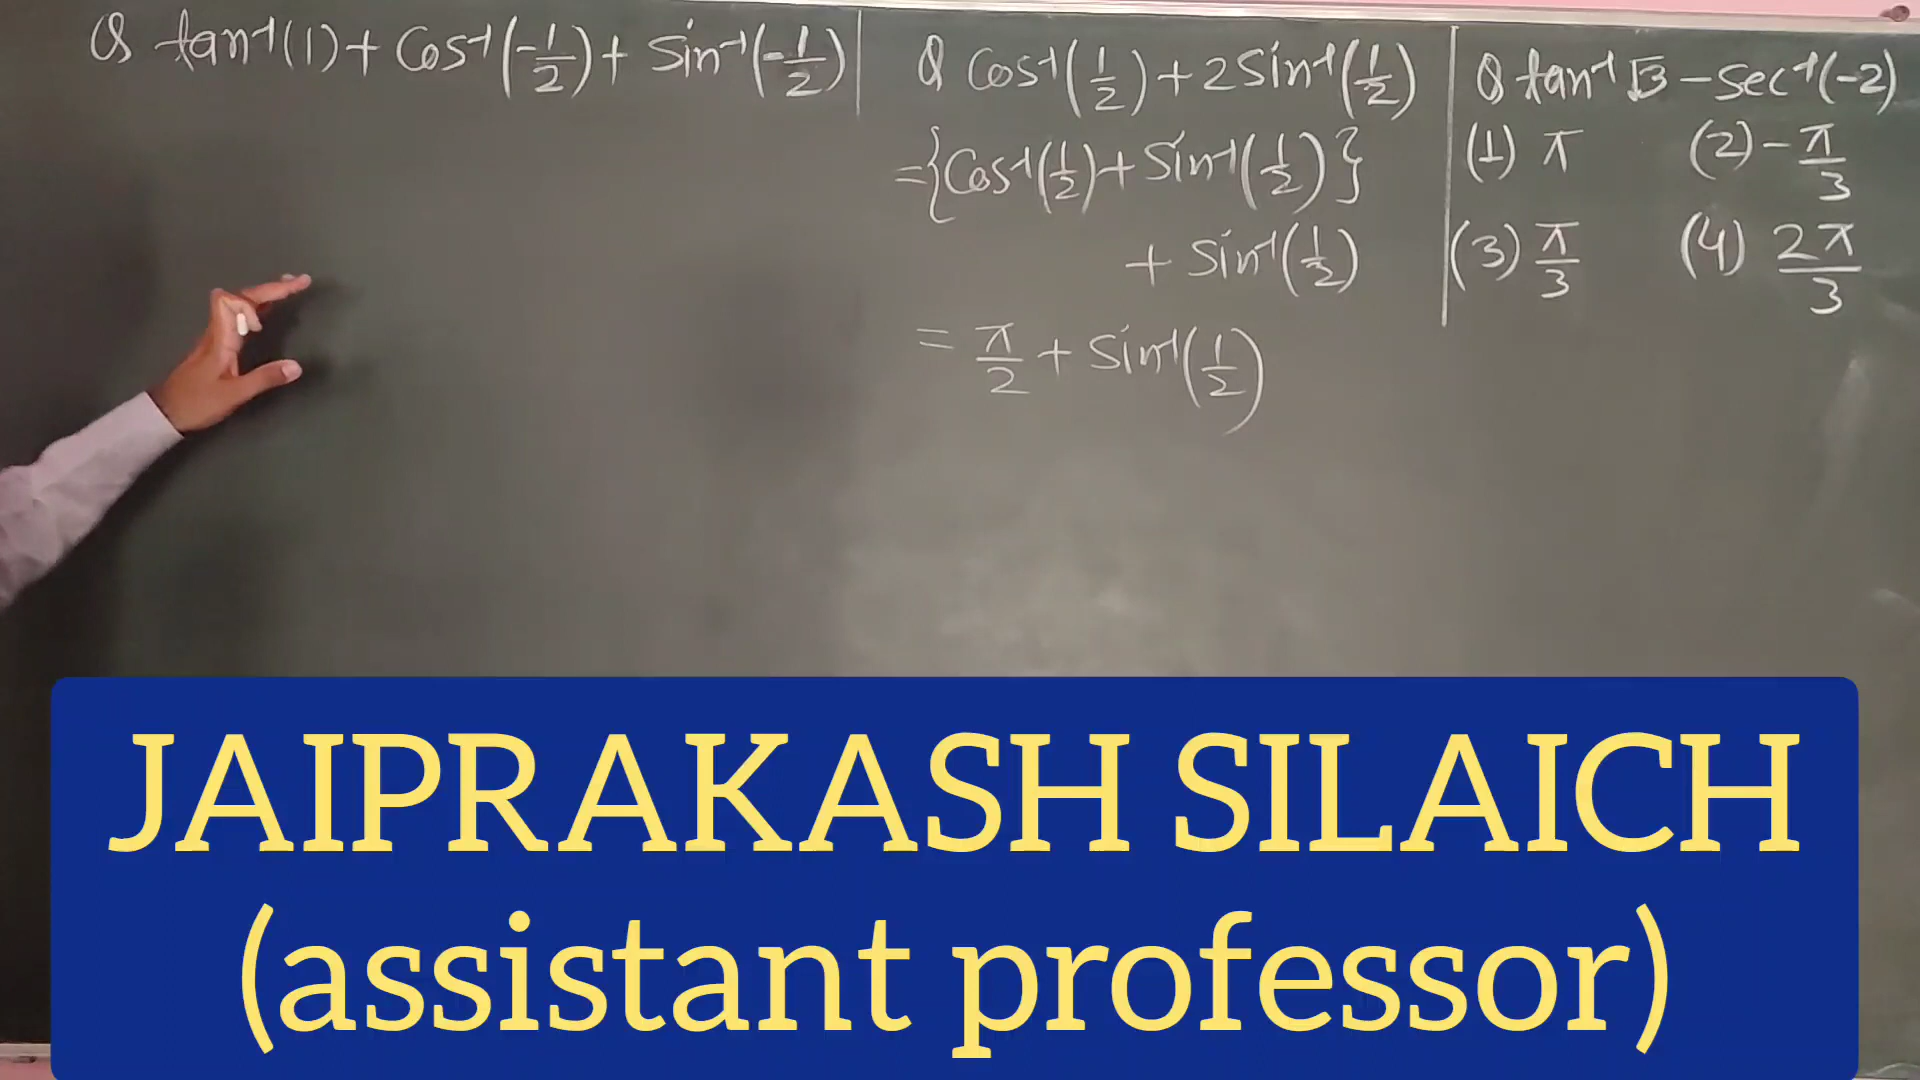 Q tan⁻¹(1) + Cos⁻¹(-1/2) + Sin⁻¹(-1/2)
Q Cos⁻¹(1/2) + 2Sin⁻¹(1/2)
= {Cos⁻¹(1/2) + Sin⁻¹(1/2)}
+ Sin⁻¹(1/2)
= π/2 + Sin⁻¹(1/2)
Q tan⁻¹ √3 - Sec⁻¹(-2)
(1) π (2) - π/3
(3) π/3 (4) 2π/3
JAIPRAKASH SILAICH
(assistant professor)